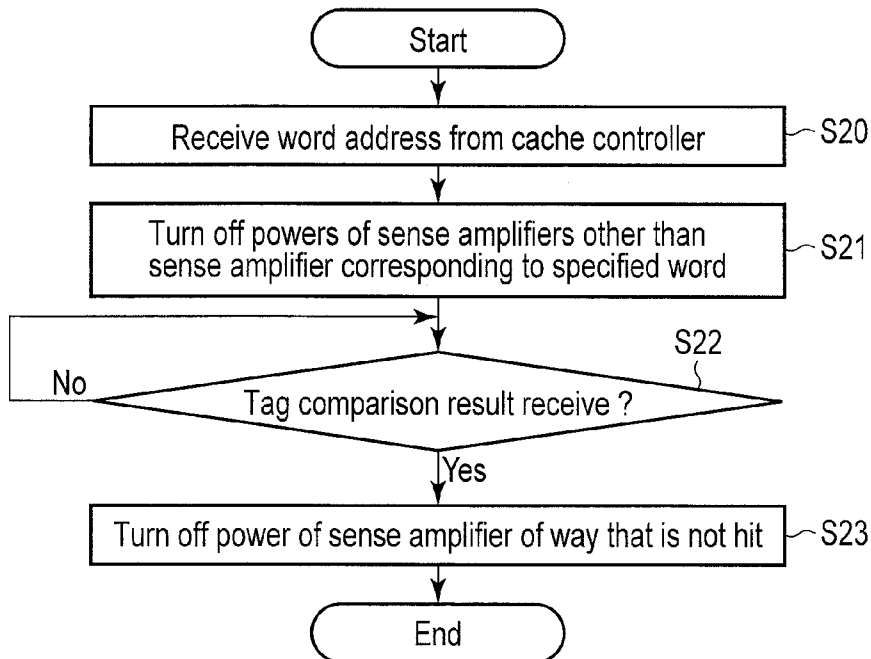 Start
Receive word address from cache controller
S20
Turn off powers of sense amplifiers other than
sense amplifier corresponding to specified word
S21
S22
No
Tag comparison result receive ?
Yes
Turn off power of sense amplifier of way that is not hit
S23
End